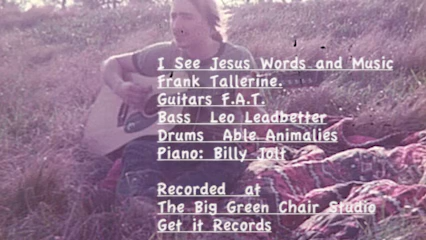 I See Jesus Words and Music
Frank Tallerine.
Guitars F.A.T.
Bass Leo Leadbetter
Drums Able Animalies
Piano: Billy Joit
Recorded at
The Big Green Chair Studio
Get it Records